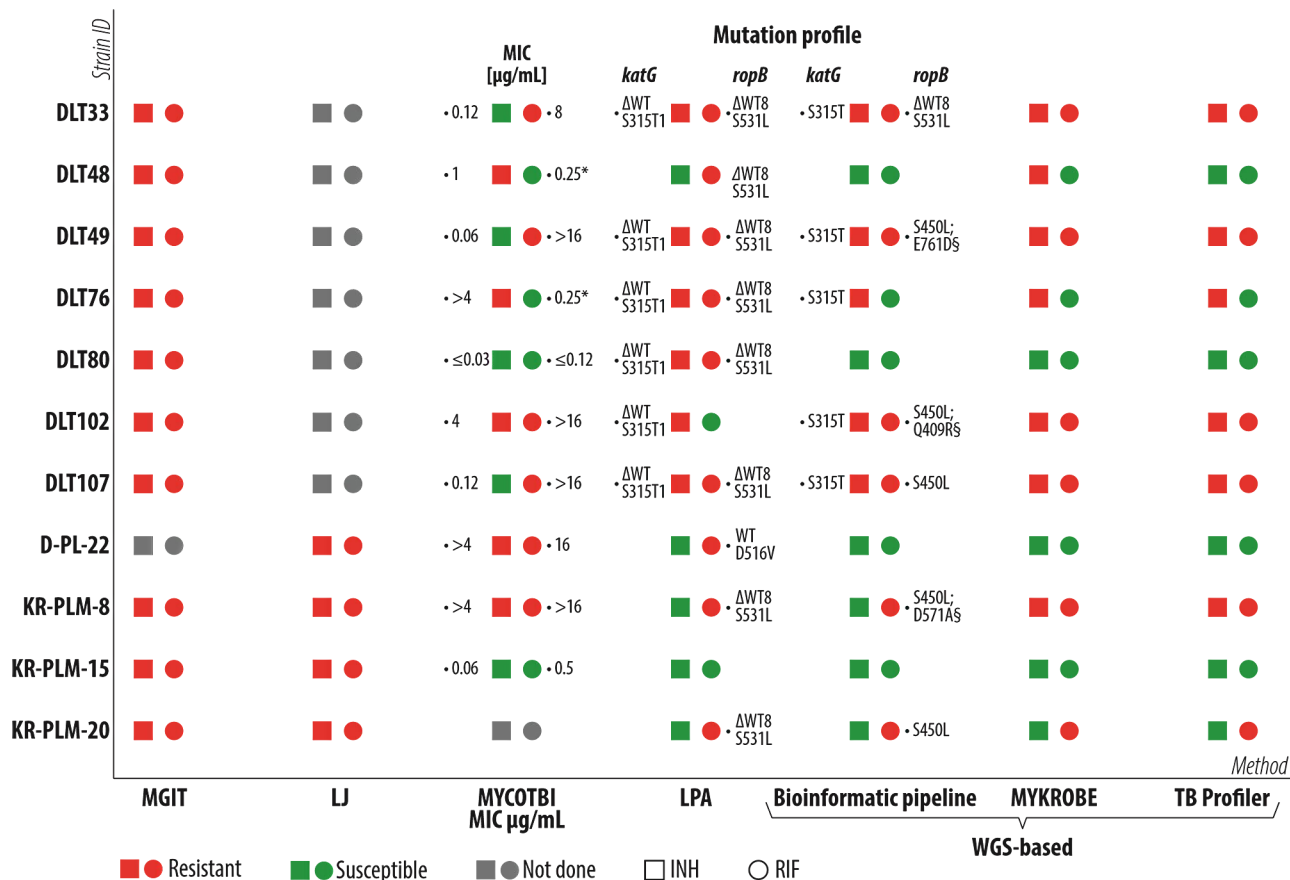 Strain ID
Mutation profile
MIC
[µg/mL]
katG
ropB
katG
ropB
DLT33
•0.12
•8
•ΔWT
S315T1
•ΔWT8
S531L
•S315T
•ΔWT8
S531L
DLT48
•1
•0.25*
•ΔWT8
S531L
DLT49
•0.06
•>16
•ΔWT
S315T1
•ΔWT8
S531L
•S315T
•S450L;
E761D§
DLT76
•>4
•0.25*
•ΔWT
S315T1
•ΔWT8
S531L
•S315T
DLT80
•≤0.03
•≤0.12
•ΔWT
S315T1
•ΔWT8
S531L
DLT102
•4
•>16
•ΔWT
S315T1
•S315T
•S450L;
Q409R§
DLT107
•0.12
•>16
•ΔWT
S315T1
•ΔWT8
S531L
•S315T
•S450L
D-PL-22
•>4
•16
•WT
D516V
KR-PLM-8
•>4
•>16
•ΔWT8
S531L
•S450L;
D571A§
KR-PLM-15
•0.06
•0.5
KR-PLM-20
•ΔWT8
S531L
•S450L
Method
MGIT
LJ
MYCOTBI
MIC µg/mL
LPA
Bioinformatic pipeline
MYKROBE
TB Profiler
WGS-based
Resistant
Susceptible
Not done
INH
RIF